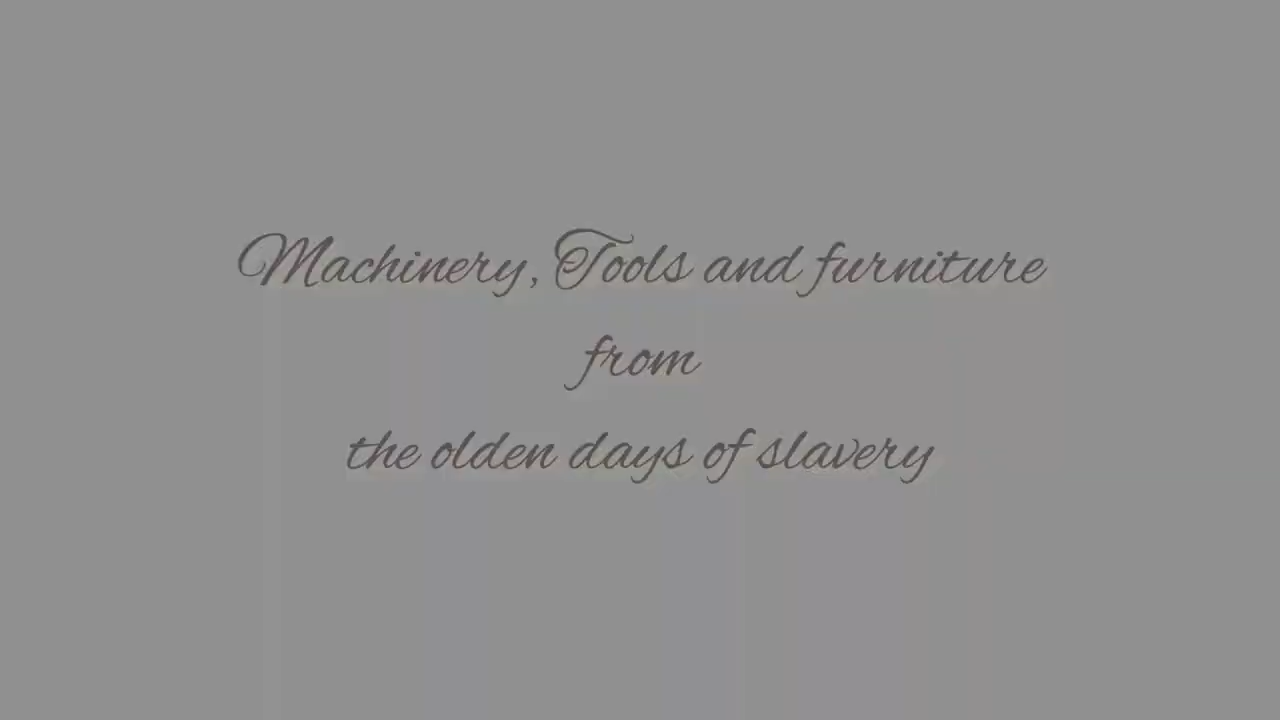 Machinery, Tools and furniture
from
the olden days of slavery